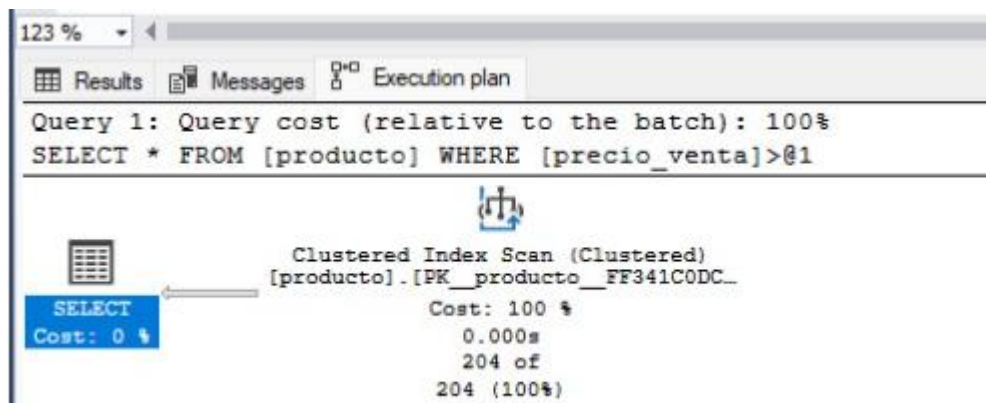 123 %
Results Messages Execution plan
Query 1: Query cost (relative to the batch): 100%
SELECT * FROM [producto] WHERE [precio_venta]>@1
Clustered Index Scan (Clustered)
[producto].[PK__producto__FF341C0DC…
SELECT
Cost: 0 %
Cost: 100 %
0.000s
204 of
204 (100%)